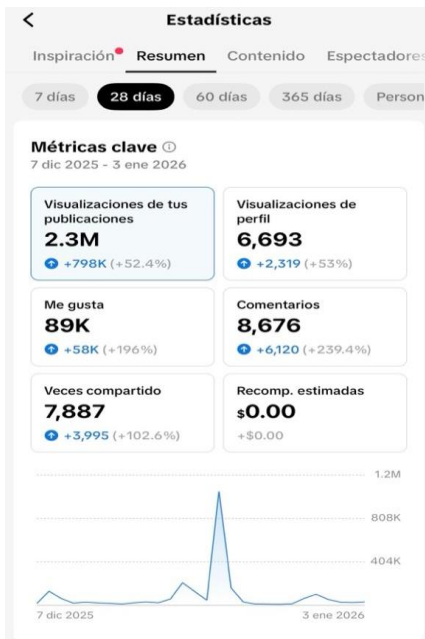 Estadísticas
Inspiración Resumen Contenido Espectadores
7 días 28 días 60 días 365 días Person
Métricas clave
7 dic 2025 - 3 ene 2026
Visualizaciones de tus
publicaciones
2.3M
+798K (+52.4%)
Visualizaciones de
perfil
6,693
+2,319 (+53%)
Me gusta
89K
+58K (+196%)
Comentarios
8,676
+6,120 (+239.4%)
Veces compartido
7,887
+3,995 (+102.6%)
Recomp. estimadas
$0.00
+$0.00
1.2M
808K
404K
7 dic 2025 3 ene 2026